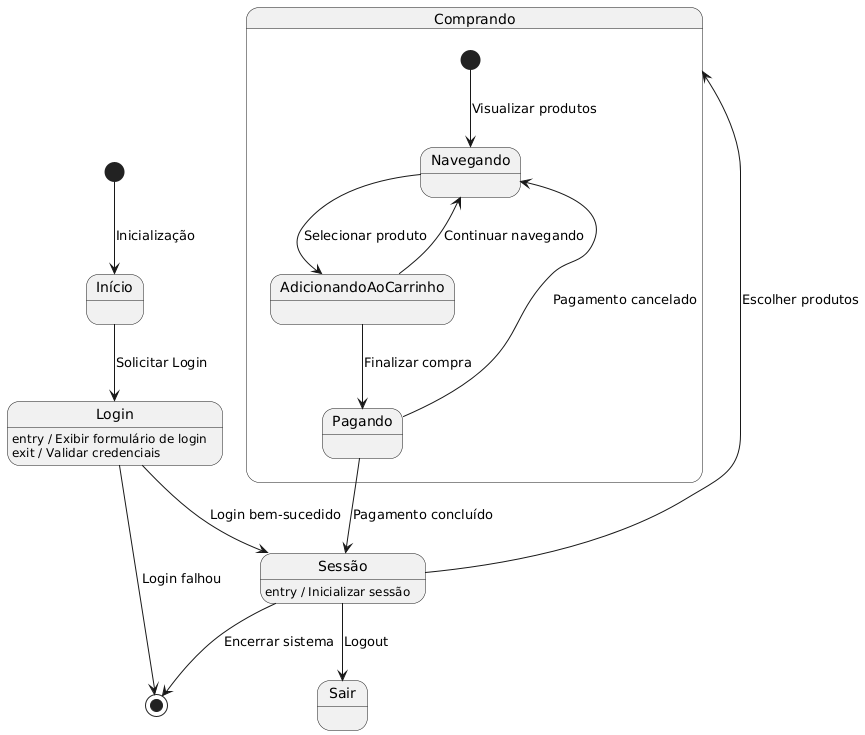 Comprando
Visualizar produtos
Navegando
Inicialização
Selecionar produto
Continuar navegando
Início
AdicionandoAoCarrinho
Pagamento cancelado
Escolher produtos
Solicitar Login
Finalizar compra
Login
entry / Exibir formulário de login
exit / Validar credenciais
Pagando
Login bem-sucedido
Pagamento concluído
Sessão
entry / Inicializar sessão
Login falhou
Encerrar sistema
Logout
Sair